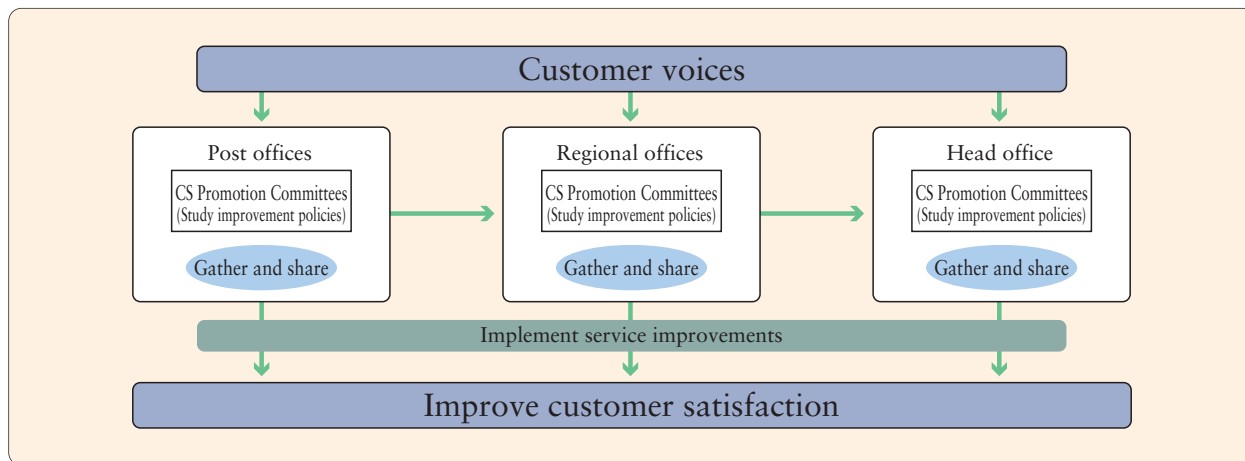 Customer voices
Post offices
CS Promotion Committees
(Study improvement policies)
Gather and share
Regional offices
CS Promotion Committees
(Study improvement policies)
Gather and share
Head office
CS Promotion Committees
(Study improvement policies)
Gather and share
Implement service improvements
Improve customer satisfaction